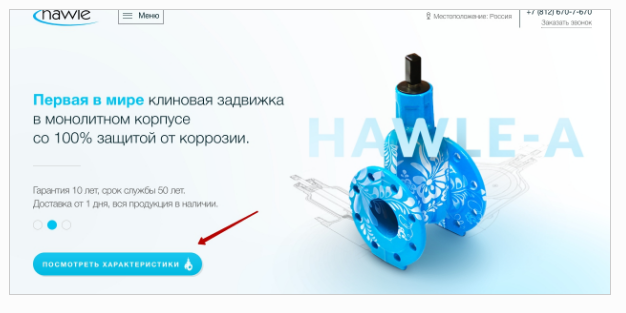 hawle
Меню
Местоположение: Россия
+7 (812) 670-7-670
Заказать звонок
Первая в мире клиновая задвижка
в монолитном корпусе
со 100% защитой от коррозии.
HAWLE-A
Гарантия 10 лет, срок службы 50 лет.
Доставка от 1 дня, вся продукция в наличии.
ПОСМОТРЕТЬ ХАРАКТЕРИСТИКИ